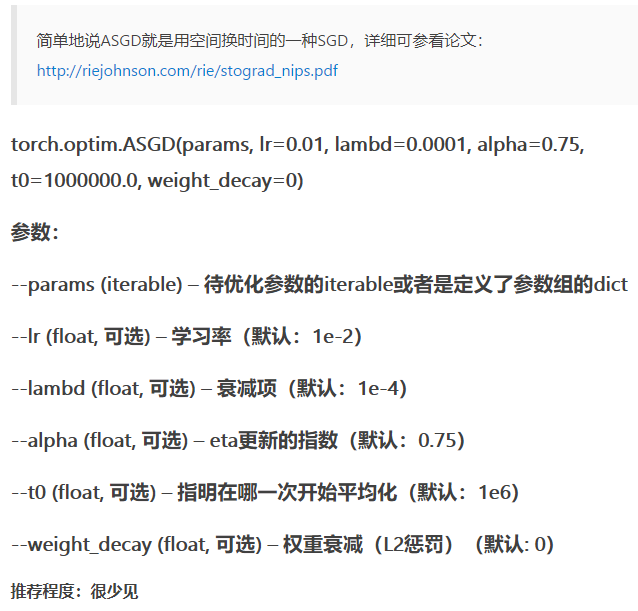 简单地说ASGD就是用空间换时间的一种SGD，详细可参看论文：
http://riejohnson.com/rie/stograd_nips.pdf
torch.optim.ASGD(params, lr=0.01, lambd=0.0001, alpha=0.75,
t0=1000000.0, weight_decay=0)
参数：
--params (iterable) – 待优化参数的iterable或者是定义了参数组的dict
--lr (float, 可选) – 学习率（默认：1e-2）
--lambd (float, 可选) – 衰减项（默认：1e-4）
--alpha (float, 可选) – eta更新的指数（默认：0.75）
--t0 (float, 可选) – 指明在哪一次开始平均化（默认：1e6）
--weight_decay (float, 可选) – 权重衰减（L2惩罚）（默认: 0）
推荐程度：很少见